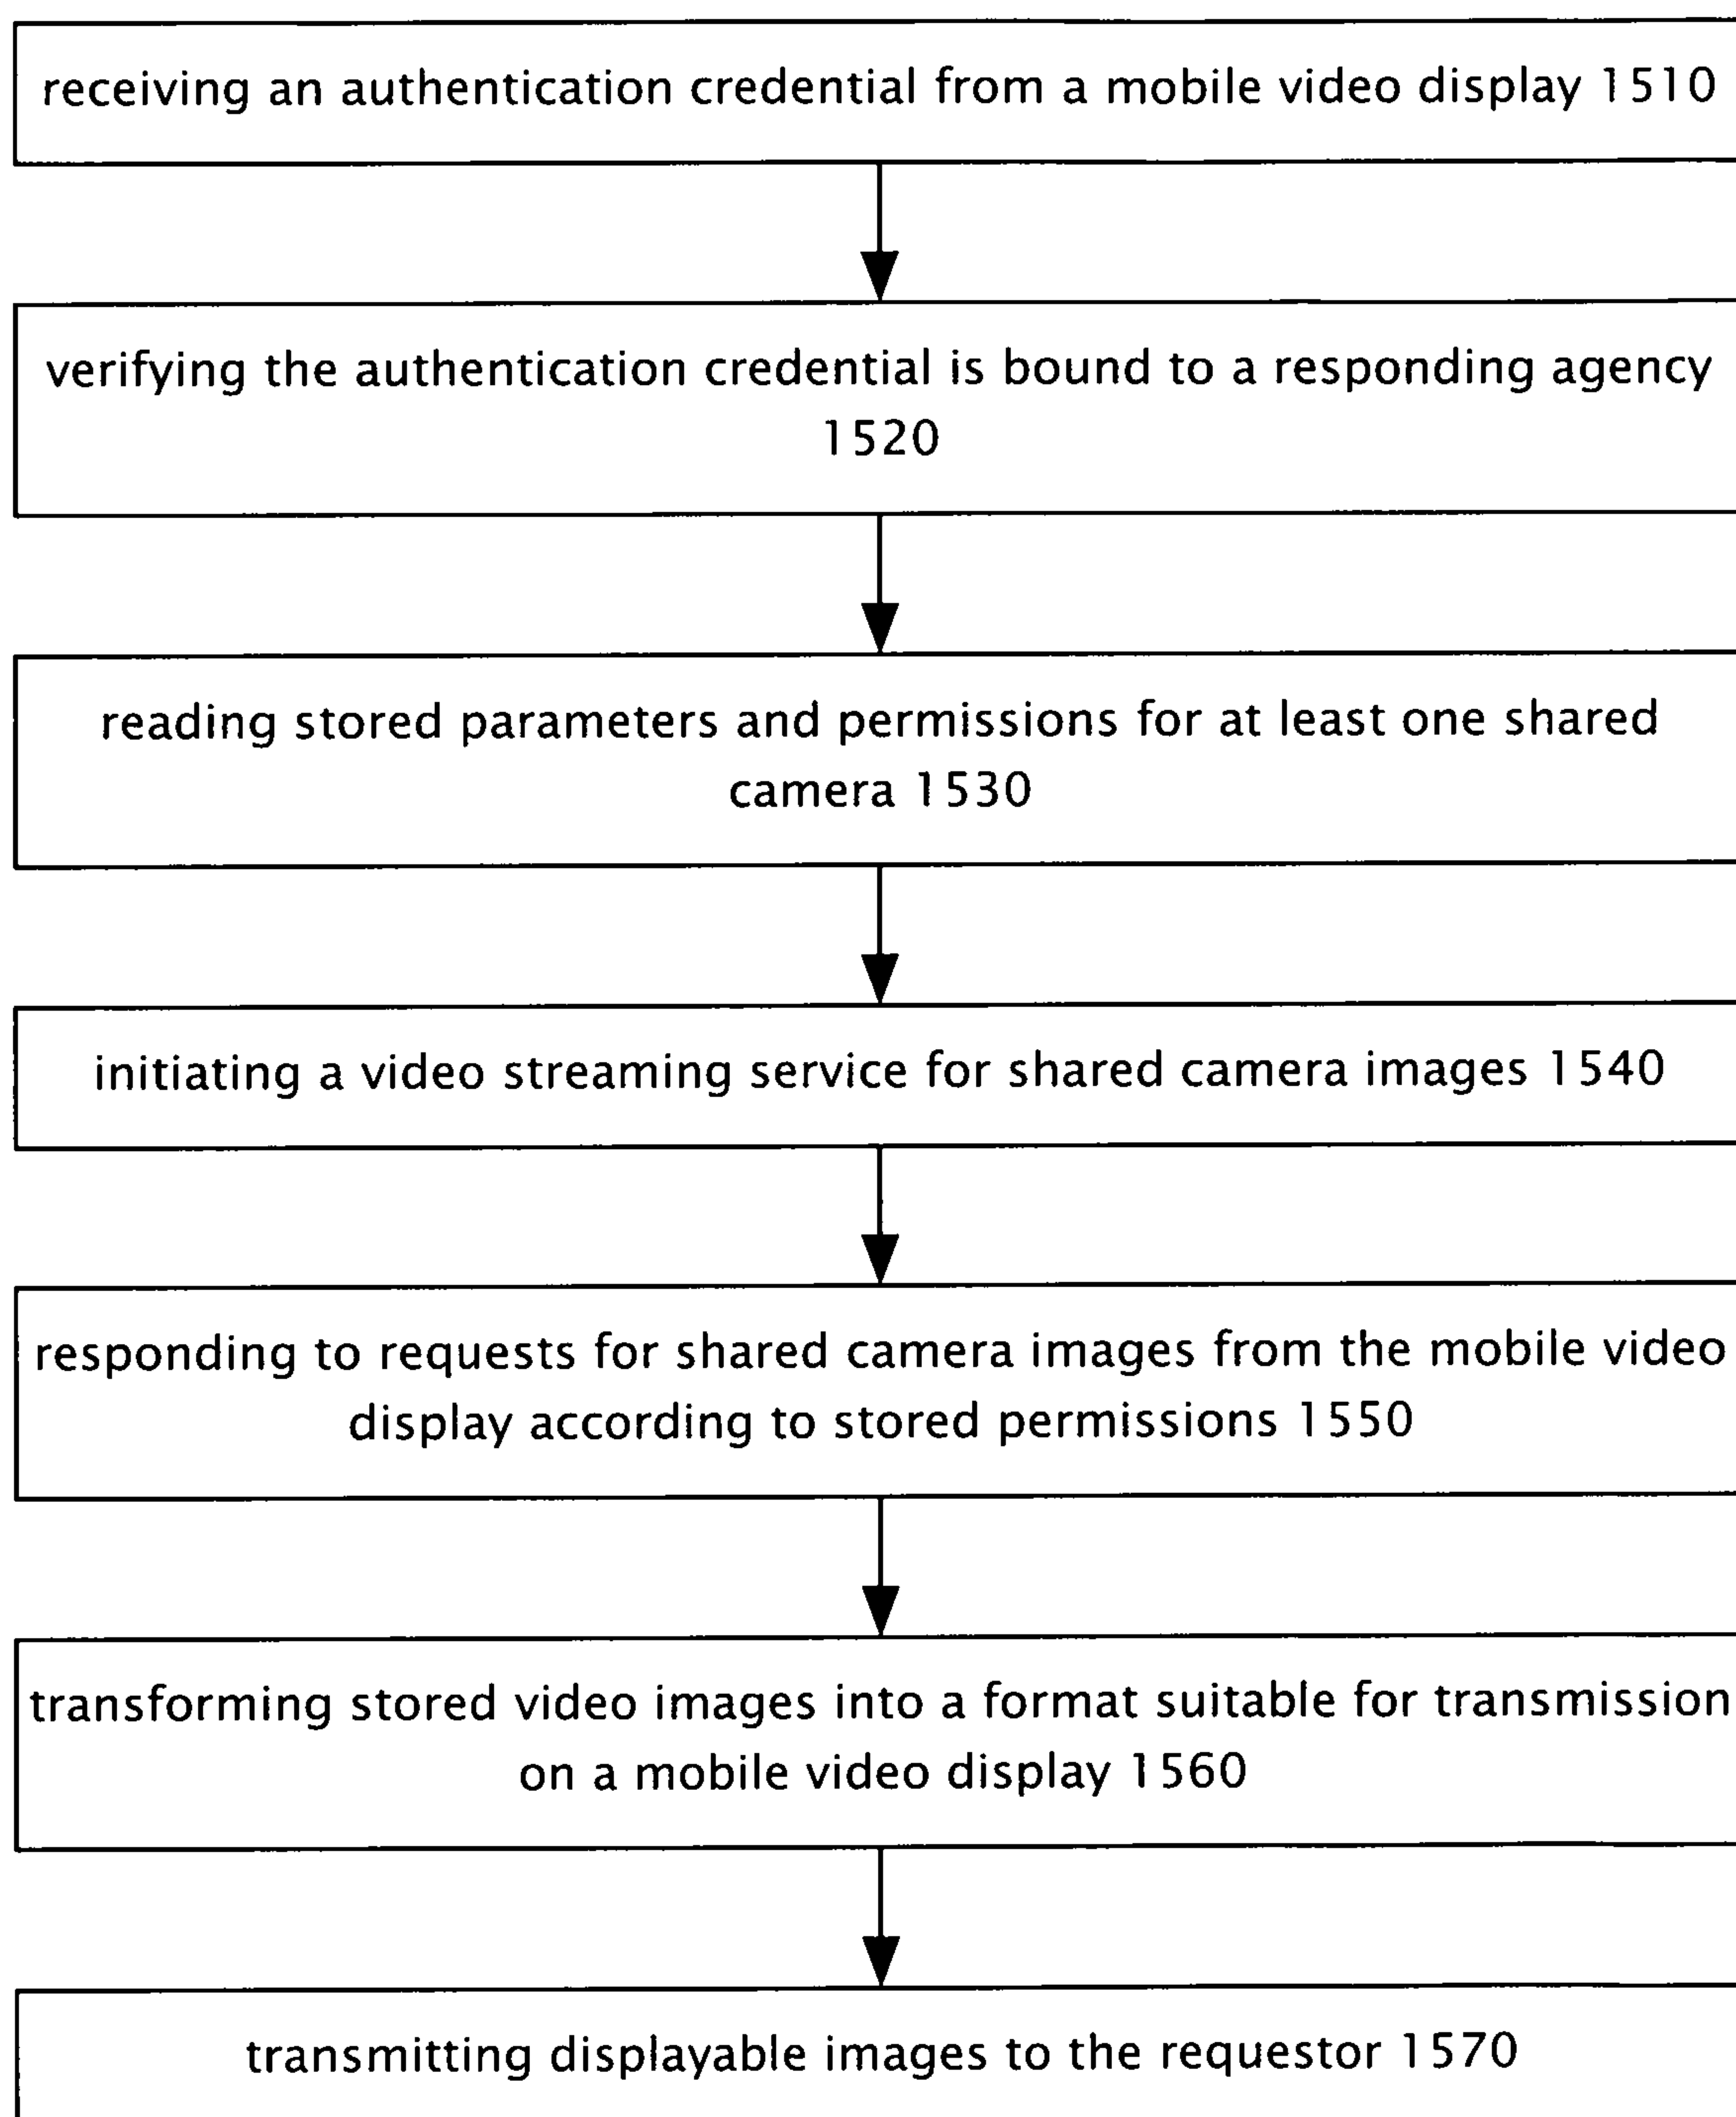 receiving an authentication credential from a mobile video display 1510
verifying the authentication credential is bound to a responding agency
1520
reading stored parameters and permissions for at least one shared
camera 1530
initiating a video streaming service for shared camera images 1540
responding to requests for shared camera images from the mobile video
display according to stored permissions 1550
transforming stored video images into a format suitable for transmission
on a mobile video display 1560
transmitting displayable images to the requestor 1570